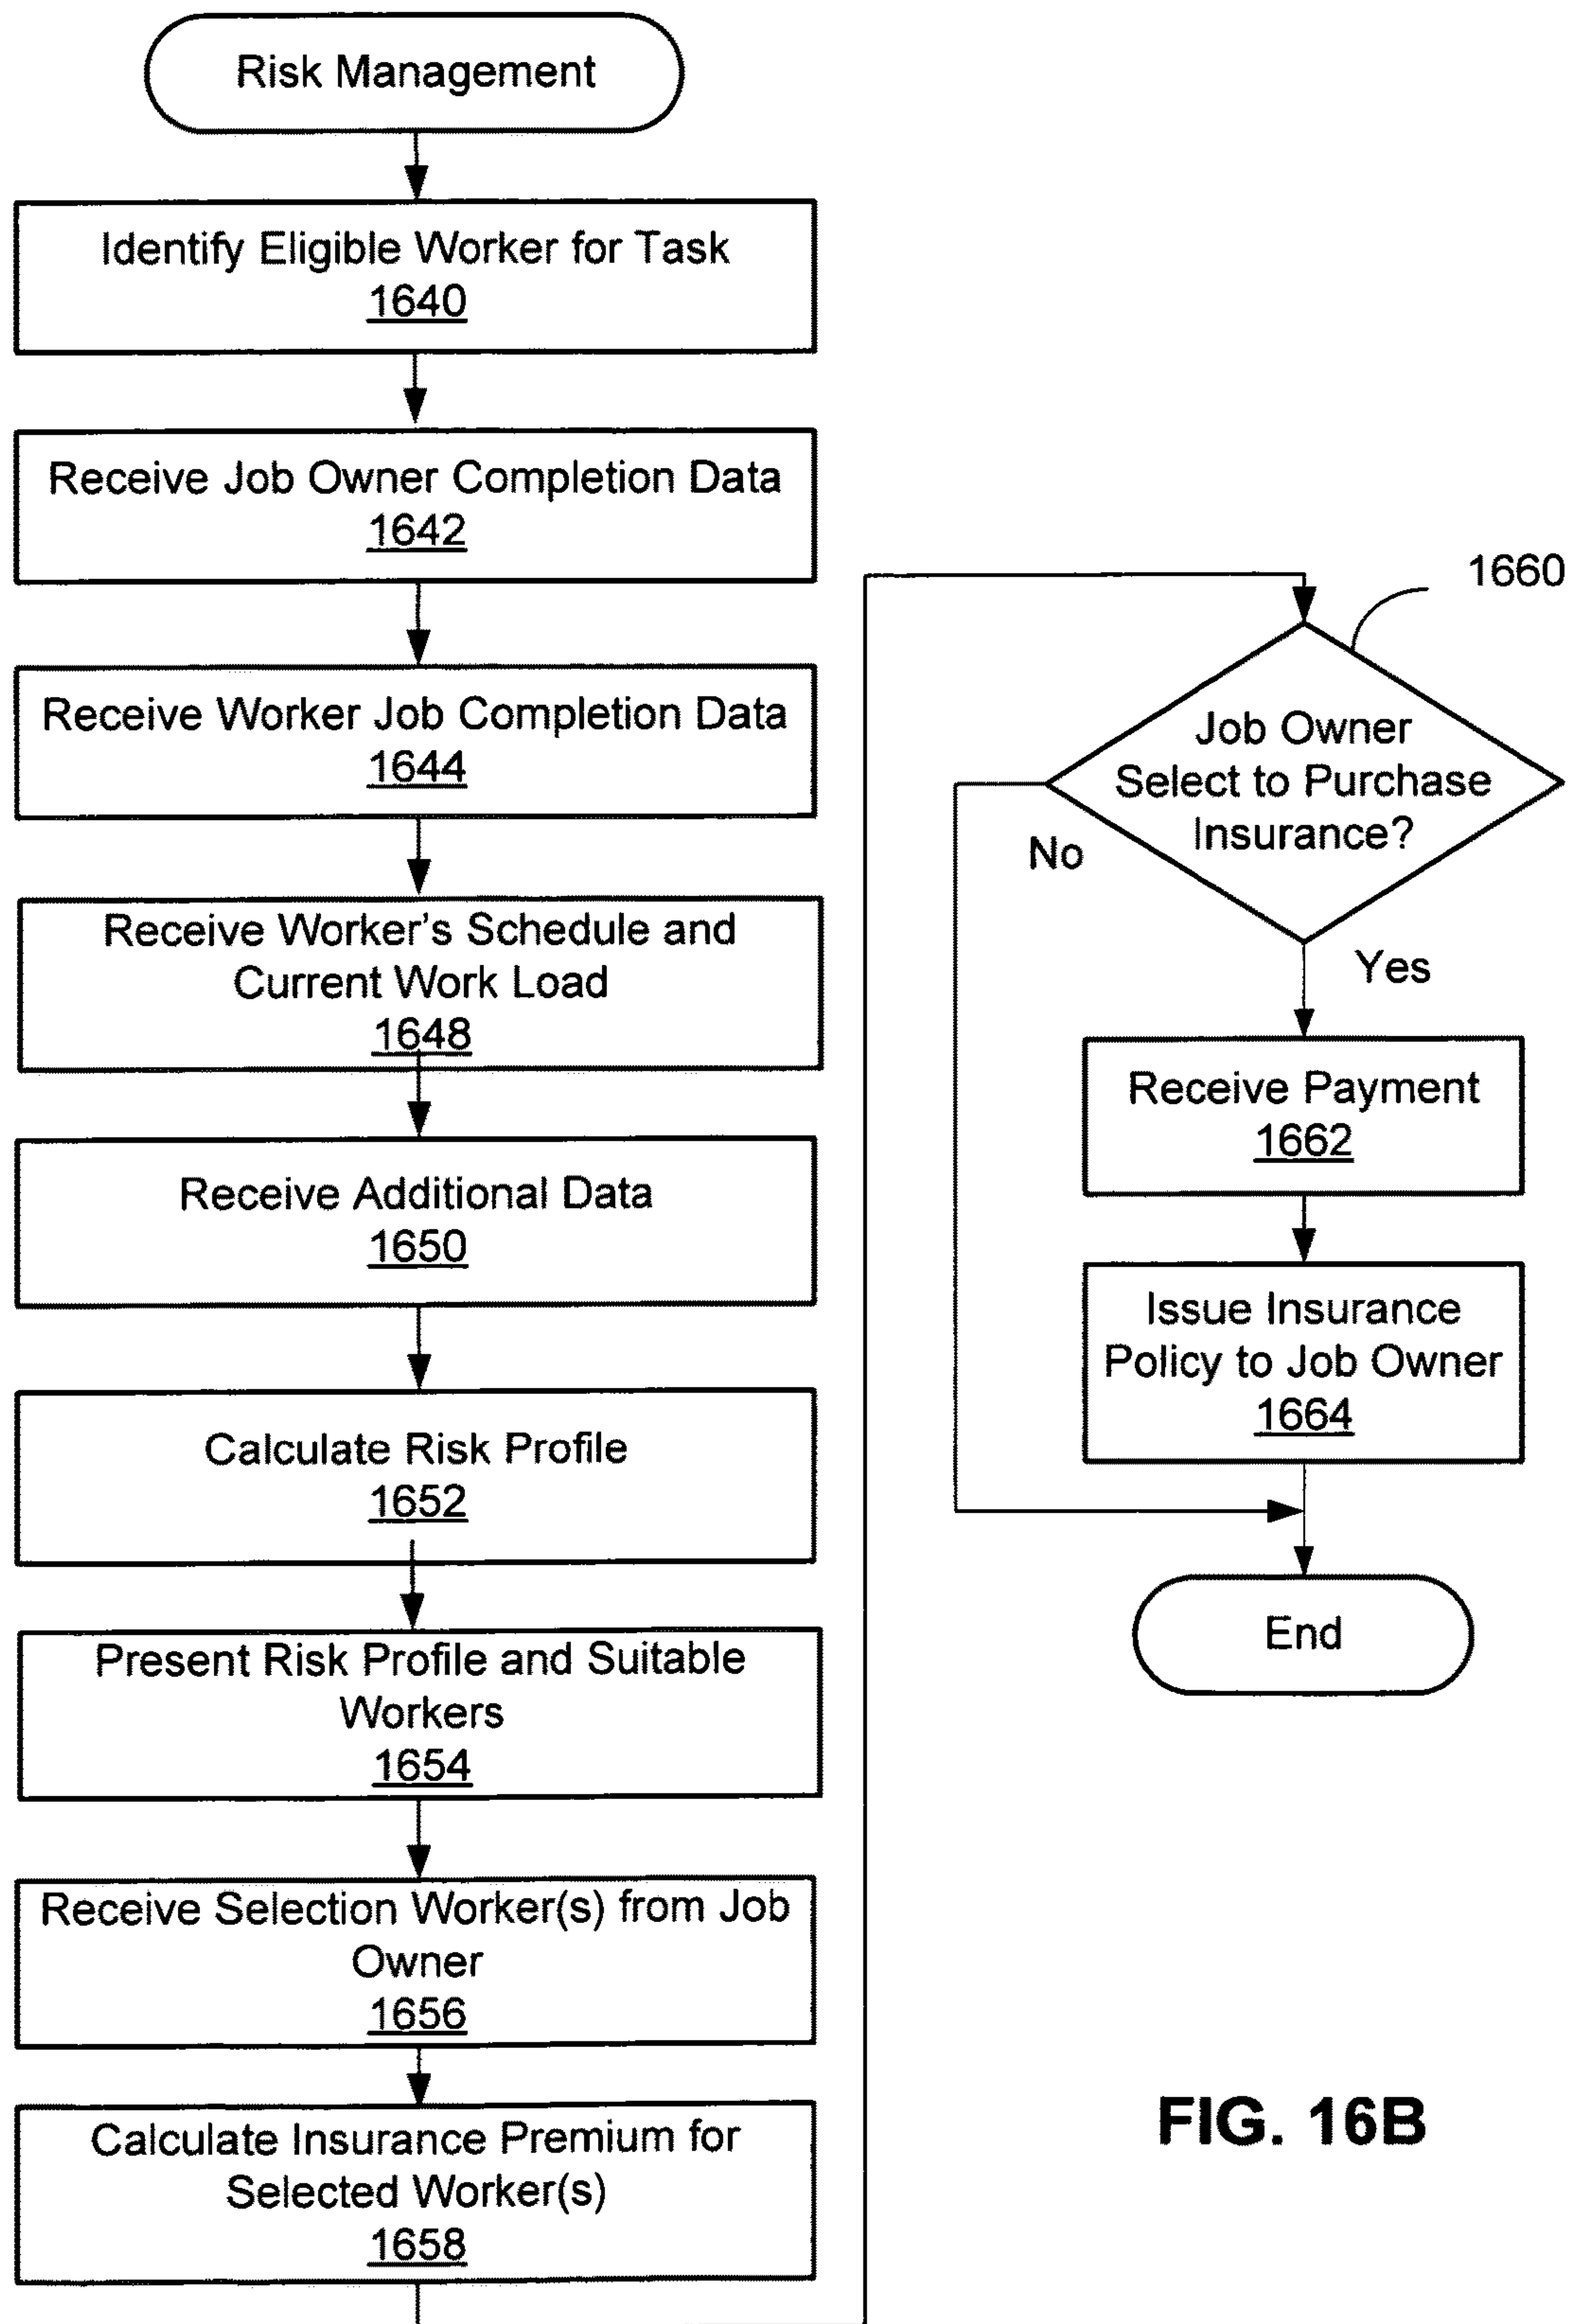 Risk Management
Identify Eligible Worker for Task
1640
Receive Job Owner Completion Data
1642
Receive Worker Job Completion Data
1644
Receive Worker's Schedule and
Current Work Load
1648
Receive Additional Data
1650
Calculate Risk Profile
1652
Present Risk Profile and Suitable
Workers
1654
Receive Selection Worker(s) from Job
Owner
1656
Calculate Insurance Premium for
Selected Worker(s)
1658
1660
Job Owner
Select to Purchase
Insurance?
No
Yes
Receive Payment
1662
Issue Insurance
Policy to Job Owner
1664
End
FIG. 16B